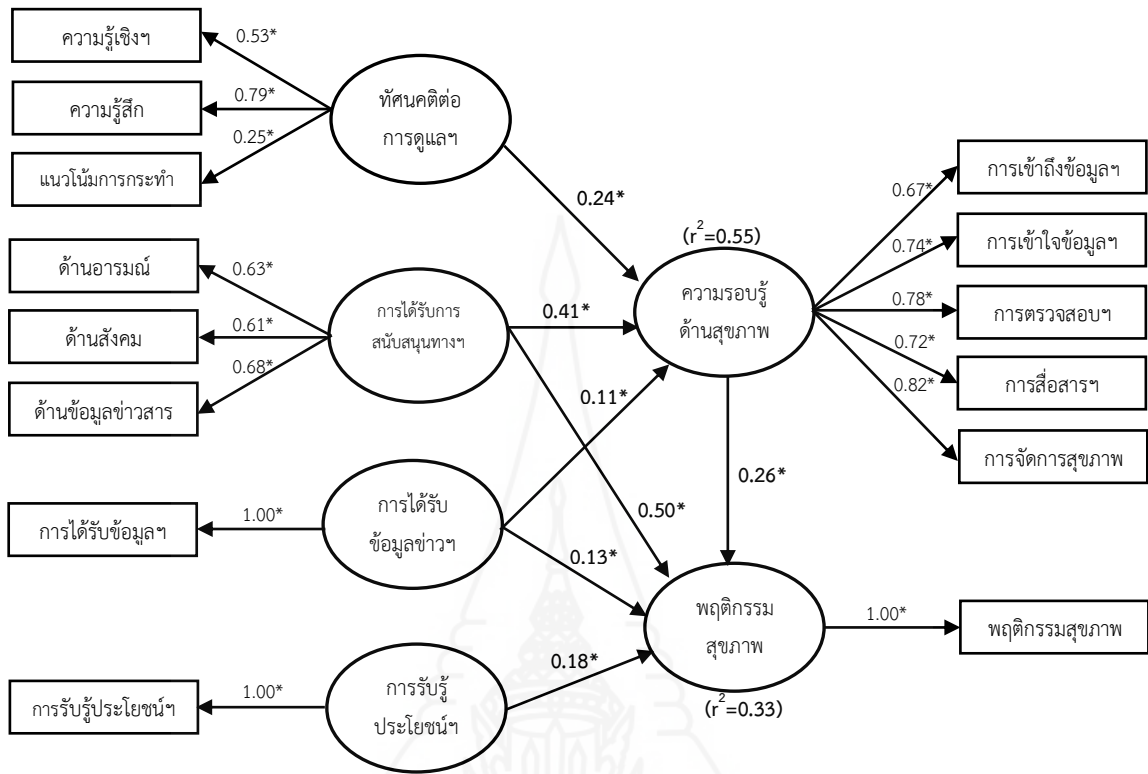 ความรู้เชิงฯ
0.53*
ความรู้สึก
0.79*
แนวโน้มการกระทำ
0.25*
ทัศนคติต่อ
การดูแลฯ
0.24*
ด้านอารมณ์
0.63*
ด้านสังคม
0.61*
ด้านข้อมูลข่าวสาร
0.68*
การได้รับการ
สนับสนุนทางฯ
0.41*
0.50*
การได้รับข้อมูลฯ
1.00*
การได้รับ
ข้อมูลข่าวฯ
0.11*
0.13*
การรับรู้ประโยชน์ฯ
1.00*
การรับรู้
ประโยชน์ฯ
0.18*
(r²=0.55)
ความรอบรู้
ด้านสุขภาพ
0.26*
0.67*
การเข้าถึงข้อมูลฯ
0.74*
การเข้าใจข้อมูลฯ
0.78*
การตรวจสอบฯ
0.72*
การสื่อสารฯ
0.82*
การจัดการสุขภาพ
พฤติกรรม
สุขภาพ
(r²=0.33)
1.00*
พฤติกรรมสุขภาพ